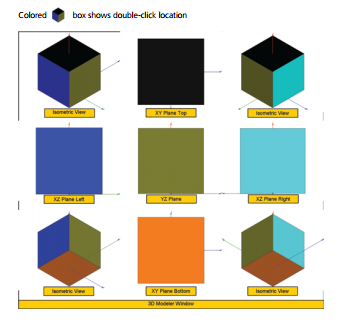 Colored box shows double-click location
Isometric View
XY Plane Top
Isometric View
XZ Plane Left
YZ Plane
XZ Plane Right
Isometric View
XY Plane Bottom
Isometric View
3D Modeler Window